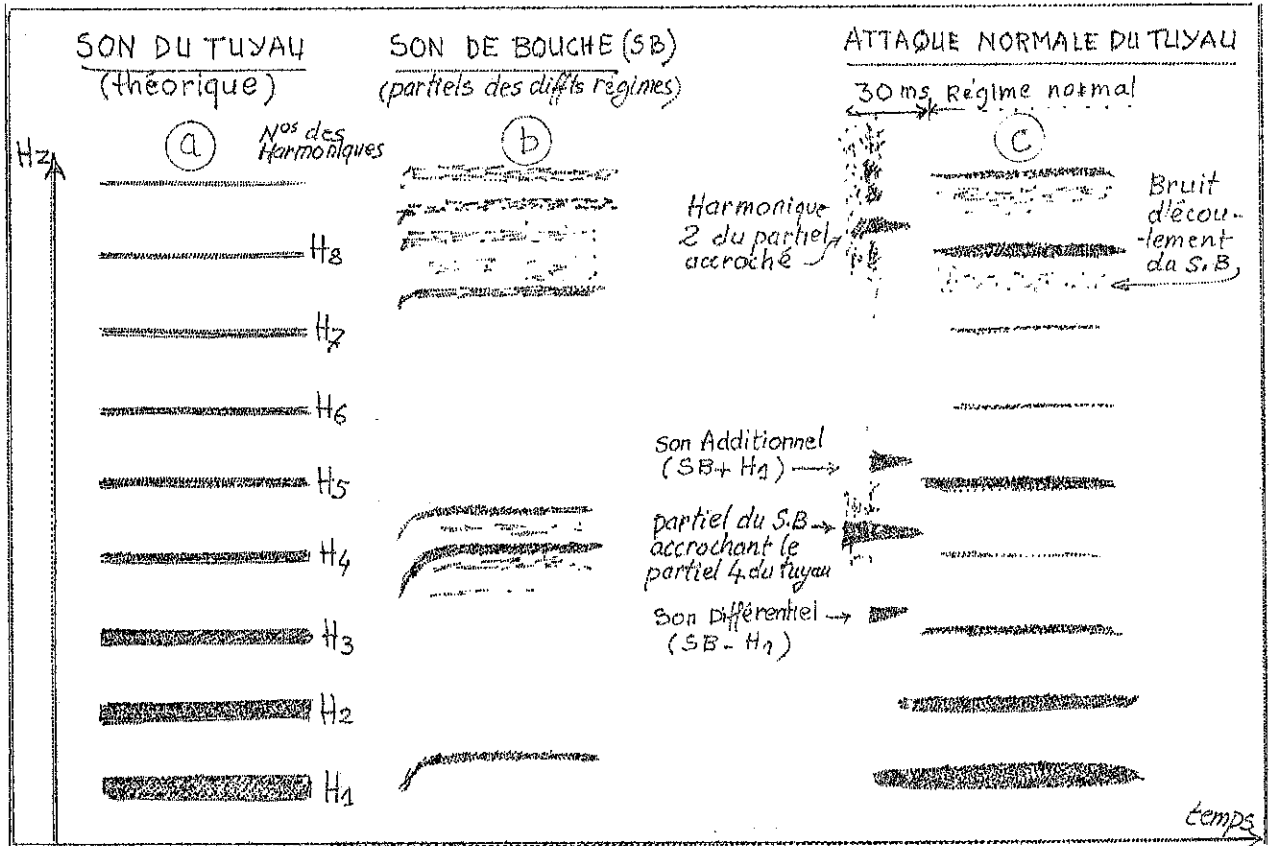 SON DU TUYAU
(théorique)
a
Nos des
Harmoniques
Hz
H8
H7
H6
H5
H4
H3
H2
H1
SON DE BOUCHE (SB)
(partiels des diffts régimes)
b
ATTAQUE NORMALE DU TUYAU
30 ms, Régime normal
c
Harmonique
2 du partiel
accroché
Bruit
d'écou-
-lement
du S.B
Son Additionnel
(SB+ H1)
partiel du S.B
accrochant le
partiel 4 du tuyau
Son Différentiel
(SB- H1)
temps